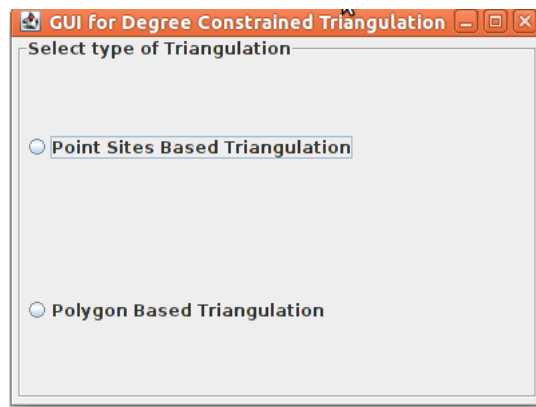 GUI for Degree Constrained Triangulation
Select type of Triangulation
Point Sites Based Triangulation
Polygon Based Triangulation